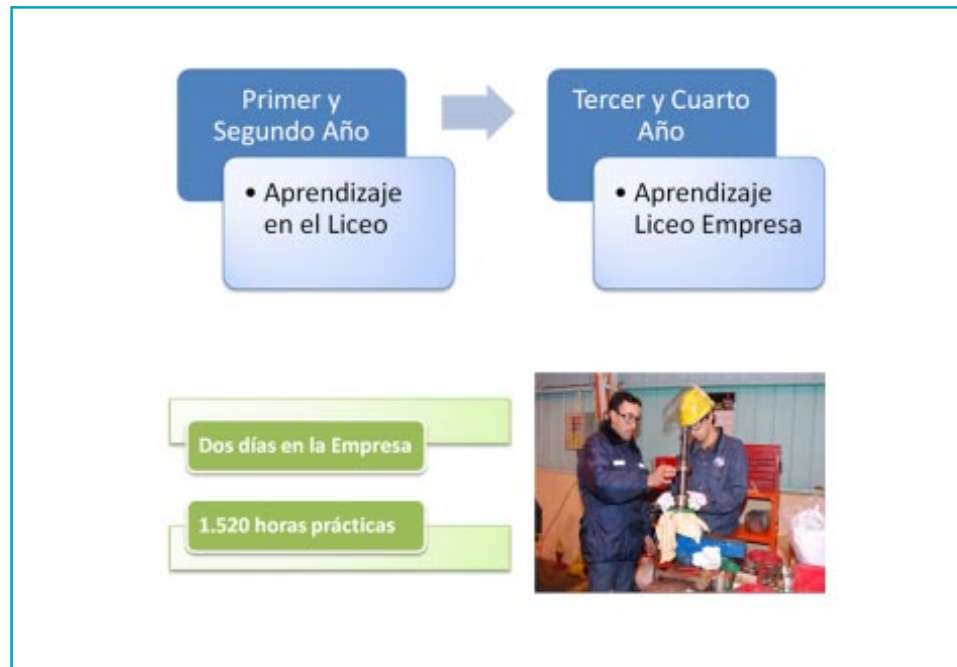 Primer y
Segundo Año
• Aprendizaje
en el Liceo
Tercer y Cuarto
Año
• Aprendizaje
Liceo Empresa
Dos días en la Empresa
1.520 horas prácticas